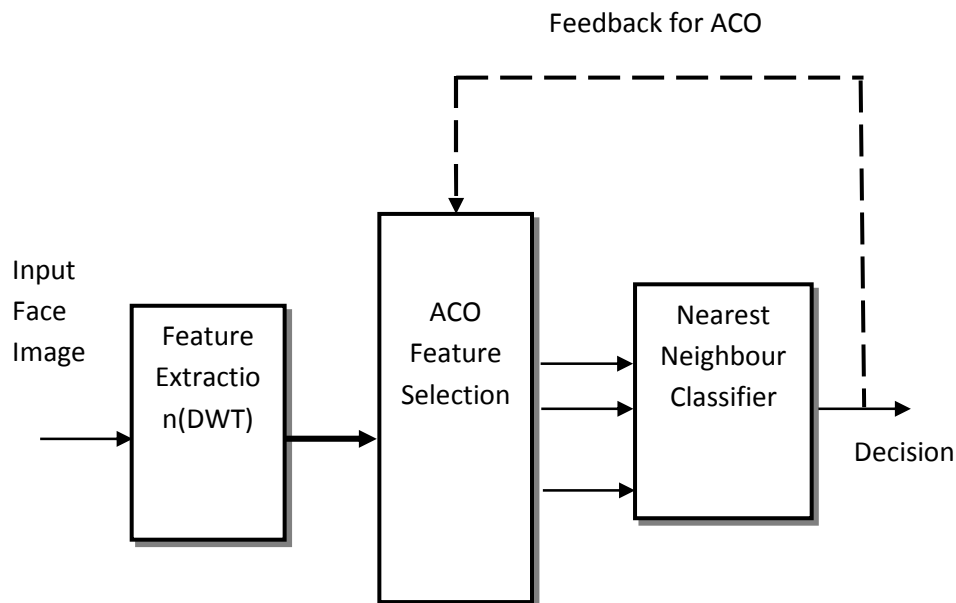 Feedback for ACO
Input
Face
Image
Feature
Extractio
n(DWT)
ACO
Feature
Selection
Nearest
Neighbour
Classifier
Decision